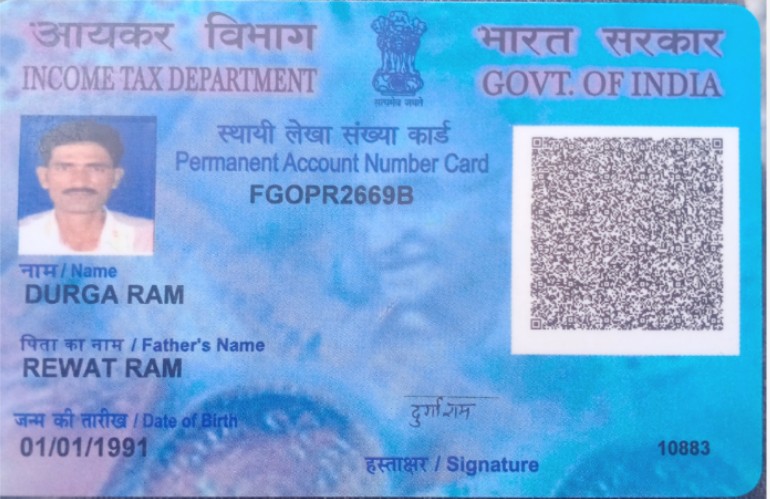 आयकर विभाग
INCOME TAX DEPARTMENT
सत्यमेव जयते
भारत सरकार
GOVT. OF INDIA
स्थायी लेखा संख्या कार्ड
Permanent Account Number Card
FGOPR2669B
नाम / Name
DURGA RAM
पिता का नाम / Father's Name
REWAT RAM
जन्म की तारीख / Date of Birth
01/01/1991
दुर्गा राम
हस्ताक्षर / Signature
10883